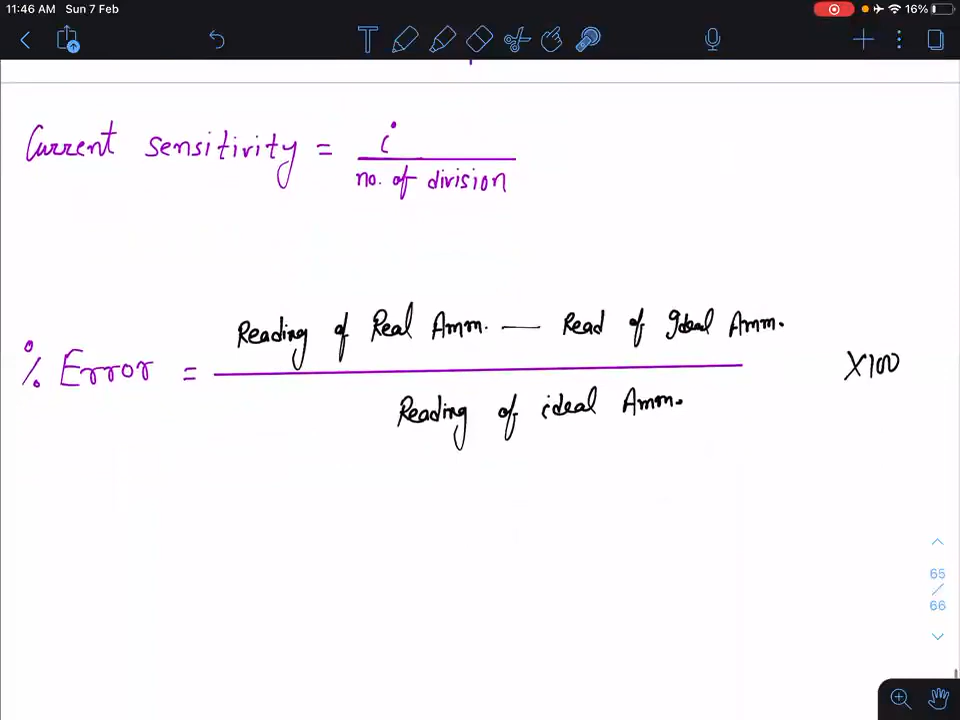 11:46 AM Sun 7 Feb 16%
Current sensitivity = i
no. of division
Reading of Real Amm. — Read of Ideal Amm.
% Error = X100
Reading of ideal Amm.
65
/
66